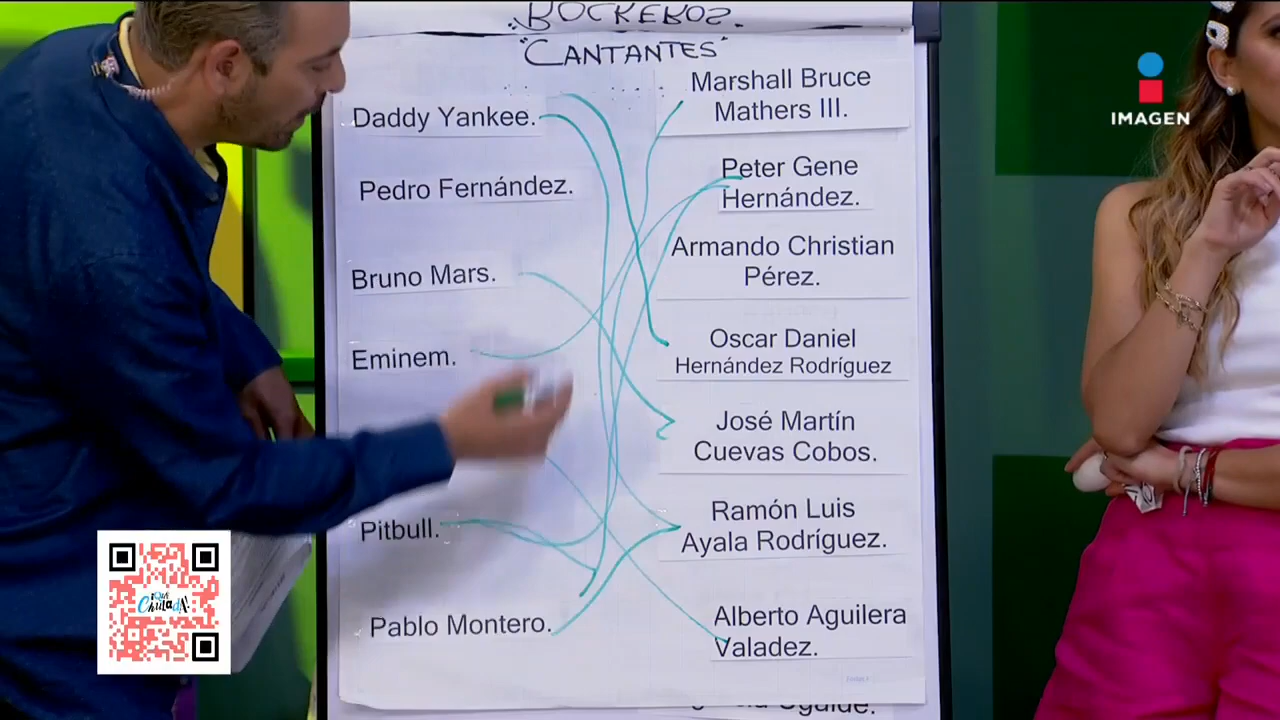 ROCKEROS.
"CANTANTES"
Daddy Yankee.
Pedro Fernández.
Bruno Mars.
Eminem.
Pitbull.
Pablo Montero.
Marshall Bruce
Mathers III.
Peter Gene
Hernández.
Armando Christian
Pérez.
Oscar Daniel
Hernández Rodríguez
José Martín
Cuevas Cobos.
Ramón Luis
Ayala Rodríguez.
Alberto Aguilera
Valadez.
IMAGEN
¡Qué
Chulada!